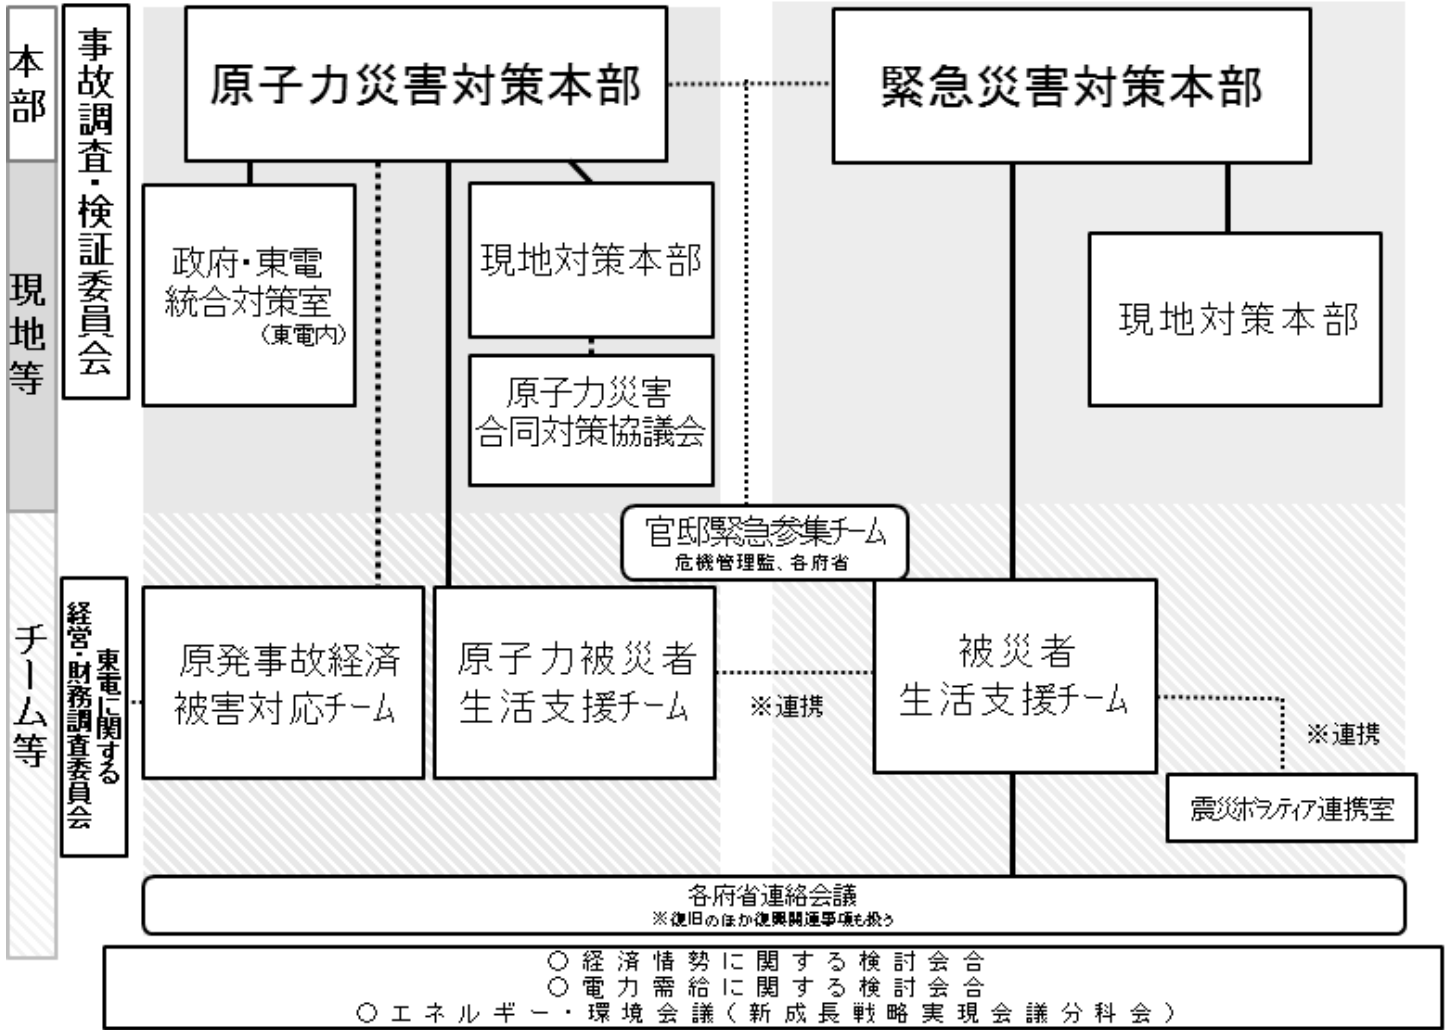 本部
現地等
チーム等
事故調査・検証委員会
原子力災害対策本部
緊急災害対策本部
政府・東電
統合対策室
(東電内)
現地対策本部
原子力災害
合同対策協議会
現地対策本部
官邸緊急参集チーム
危機管理監、各府省
東電に関する
経営・財務調査委員会
原発事故経済
被害対応チーム
原子力被災者
生活支援チーム
※連携
被災者
生活支援チーム
※連携
震災ボランティア連携室
各府省連絡会議
※復旧のほか復興関連事項も扱う
○経済情勢に関する検討会合
○電力需給に関する検討会合
○エネルギー・環境会議(新成長戦略実現会議分科会)